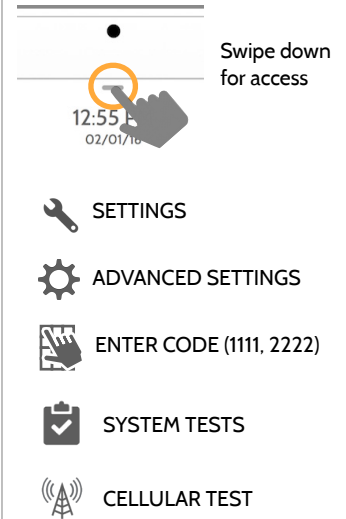 Swipe down
for access
12:55
02/01/1
SETTINGS
ADVANCED SETTINGS
ENTER CODE (1111, 2222)
SYSTEM TESTS
CELLULAR TEST